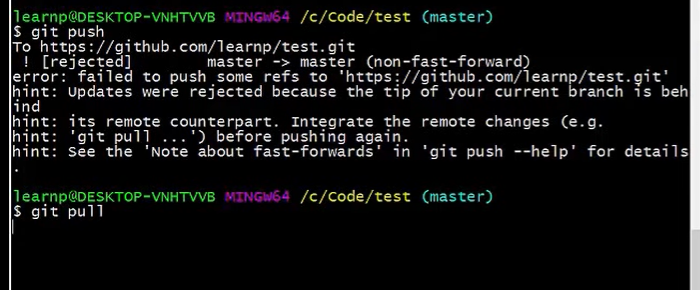 learnp@DESKTOP-VNHTVVB MINGW64 /c/Code/test (master)
$ git push
To https://github.com/learnp/test.git
 ! [rejected]        master -> master (non-fast-forward)
error: failed to push some refs to 'https://github.com/learnp/test.git'
hint: Updates were rejected because the tip of your current branch is beh
ind
hint: its remote counterpart. Integrate the remote changes (e.g.
hint: 'git pull ...') before pushing again.
hint: See the 'Note about fast-forwards' in 'git push --help' for details
.
learnp@DESKTOP-VNHTVVB MINGW64 /c/Code/test (master)
$ git pull